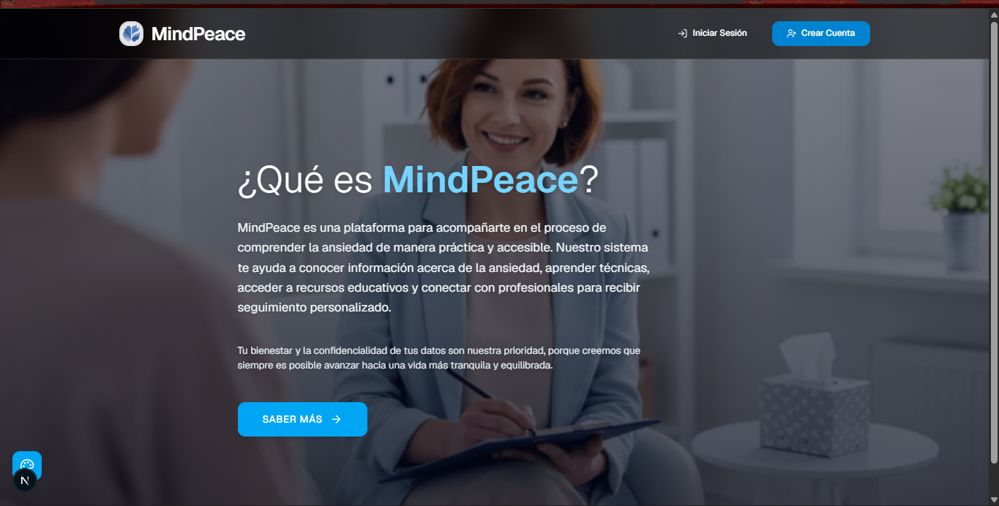 MindPeace
Iniciar Sesión
Crear Cuenta
¿Qué es MindPeace?
MindPeace es una plataforma para acompañarte en el proceso de
comprender la ansiedad de manera práctica y accesible. Nuestro sistema
te ayuda a conocer información acerca de la ansiedad, aprender técnicas,
acceder a recursos educativos y conectar con profesionales para recibir
seguimiento personalizado.
Tu bienestar y la confidencialidad de tus datos son nuestra prioridad, porque creemos que
siempre es posible avanzar hacia una vida más tranquila y equilibrada.
SABER MÁS
N